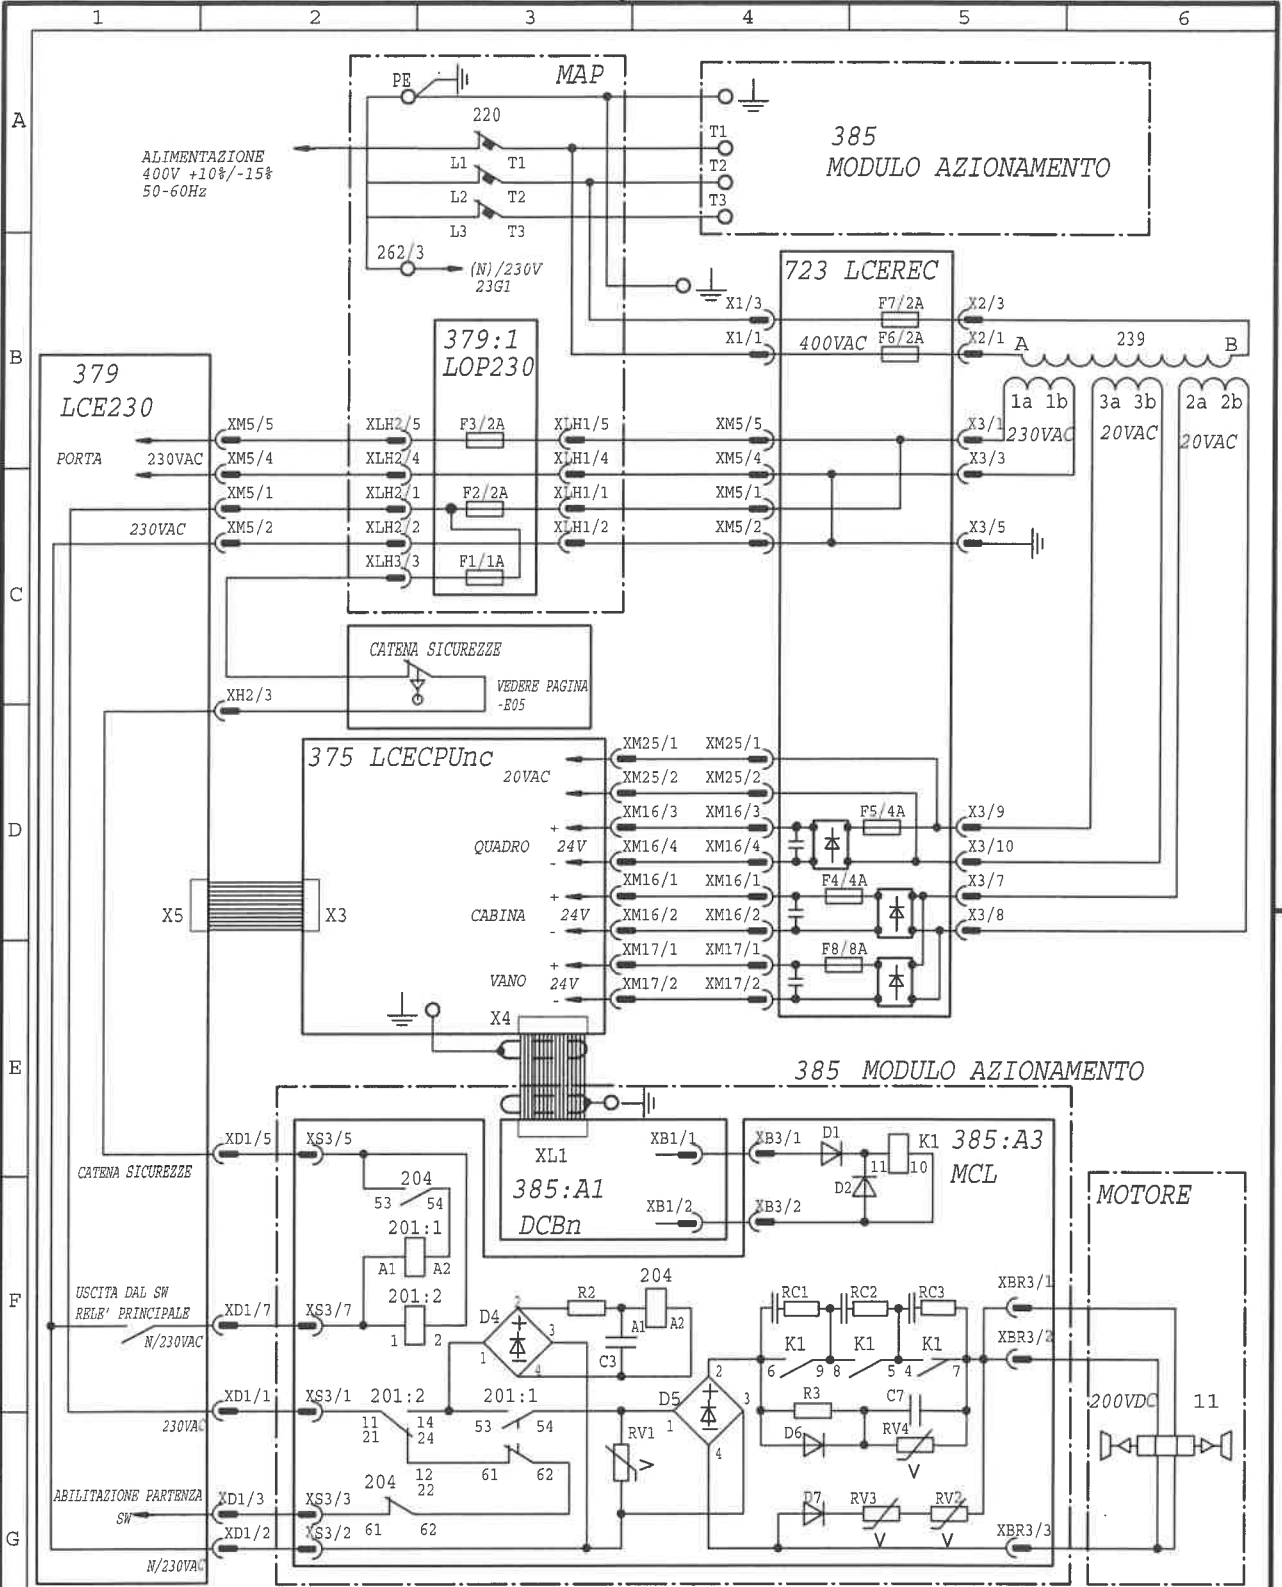 1 2 3 4 5 6
A
B
C
D
E
F
G
MAP
PE
220
L1 T1
L2 T2
L3 T3
262/3
(N)/230V
23G1
ALIMENTAZIONE
400V +10%/-15%
50-60Hz
T1
T2
T3
385
MODULO AZIONAMENTO
723 LCEREC
X1/3 F7/2A X2/3
X1/1 400VAC F6/2A X2/1
A 239 B
1a 1b 3a 3b 2a 2b
230VAC 20VAC 20VAC
379:1
LOP230
379
LCE230
XM5/5 XLH2/5 F3/2A XLH1/5 XM5/5 X3/1
PORTA 230VAC
XM5/4 XLH2/4 XLH1/4 XM5/4 X3/3
XM5/1 XLH2/1 F2/2A XLH1/1 XM5/1
230VAC XM5/2 XLH2/2 XLH1/2 XM5/2 X3/5
XLH3/3 F1/1A
CATENA SICUREZZE
VEDERE PAGINA
-E05
XH2/3
375 LCECPUnc
20VAC
XM25/1 XM25/1
XM25/2 XM25/2
XM16/3 XM16/3 F5/4A X3/9
+
QUADRO 24V
-
XM16/4 XM16/4 X3/10
XM16/1 XM16/1 F4/4A X3/7
+
CABINA 24V
-
XM16/2 XM16/2 X3/8
XM17/1 XM17/1 F8/8A
+
VANO 24V
-
XM17/2 XM17/2
X5 X3
X4
385 MODULO AZIONAMENTO
XL1
385:A1
DCBn
XB1/1 XB3/1 D1 K1
11 10
D2
XB1/2 XB3/2
385:A3
MCL
XD1/5 XS3/5
CATENA SICUREZZE
204
53 54
201:1
A1 A2
201:2
1 2
USCITA DAL SW
RELE' PRINCIPALE
N/230VAC
XD1/7 XS3/7
D4
2
+
1 3
4
R2
204
A1 A2
C3
MOTORE
RC1 RC2 RC3
XBR3/1
K1 K1 K1
6 9 8 5 4 7
XBR3/2
D5
2
+
1 3
4
R3 C7
D6 RV4
V
200VDC 11
XD1/1 XS3/1
230VAC
201:2
11 14
21 24
12
22
201:1
53 54
61 62
RV1
V
204
61 62
ABILITAZIONE PARTENZA
SW
XD1/3 XS3/3
XD1/2 XS3/2
N/230VAC
D7 RV3 RV2
V V
XBR3/3